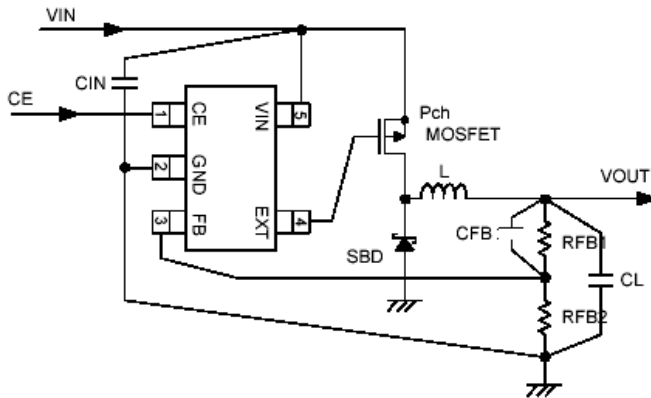 VIN
CIN
CE
1
CE
VIN
5
2
GND
3
FB
EXT
4
Pch
MOSFET
L
VOUT
SBD
CFB
RFB1
CL
RFB2